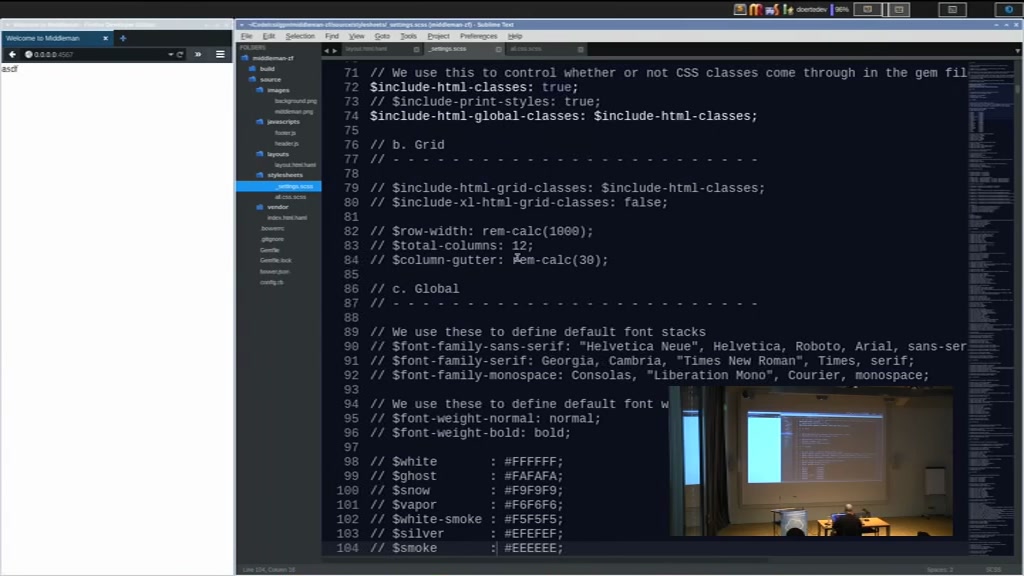 dbertedev 96%
~/Code/codigo/middleman-zf/source/stylesheets/_settings.scss (middleman-zf) - Sublime Text
Welcome to Middleman
0.0.0.0:4567
asdf
File Edit Selection Find View Goto Tools Project Preferences Help
FOLDERS
middleman-zf
build
source
images
background.png
middleman.png
javascripts
footer.js
header.js
layouts
layout.html.haml
stylesheets
_settings.scss
all.css.scss
vendor
index.html.haml
.bowerrc
.gitignore
Gemfile
Gemfile.lock
bower.json
config.rb
layout.html.haml _settings.scss all.css.scss
71 // We use this to control whether or not CSS classes come through in the gem fil
72 $include-html-classes: true;
73 // $include-print-styles: true;
74 $include-html-global-classes: $include-html-classes;
75
76 // b. Grid
77 // - - - - - - - - - - - - - - - - - - - - - - - - -
78
79 // $include-html-grid-classes: $include-html-classes;
80 // $include-xl-html-grid-classes: false;
81
82 // $row-width: rem-calc(1000);
83 // $total-columns: 12;
84 // $column-gutter: rem-calc(30);
85
86 // c. Global
87 // - - - - - - - - - - - - - - - - - - - - - - - - -
88
89 // We use these to define default font stacks
90 // $font-family-sans-serif: "Helvetica Neue", Helvetica, Roboto, Arial, sans-ser
91 // $font-family-serif: Georgia, Cambria, "Times New Roman", Times, serif;
92 // $font-family-monospace: Consolas, "Liberation Mono", Courier, monospace;
93
94 // We use these to define default font w
95 // $font-weight-normal: normal;
96 // $font-weight-bold: bold;
97
98 // $white : #FFFFFF;
99 // $ghost : #FAFAFA;
100 // $snow : #F9F9F9;
101 // $vapor : #F6F6F6;
102 // $white-smoke : #F5F5F5;
103 // $silver : #EFEFEF;
104 // $smoke : #EEEEEE;
Spaces: 2 SCSS